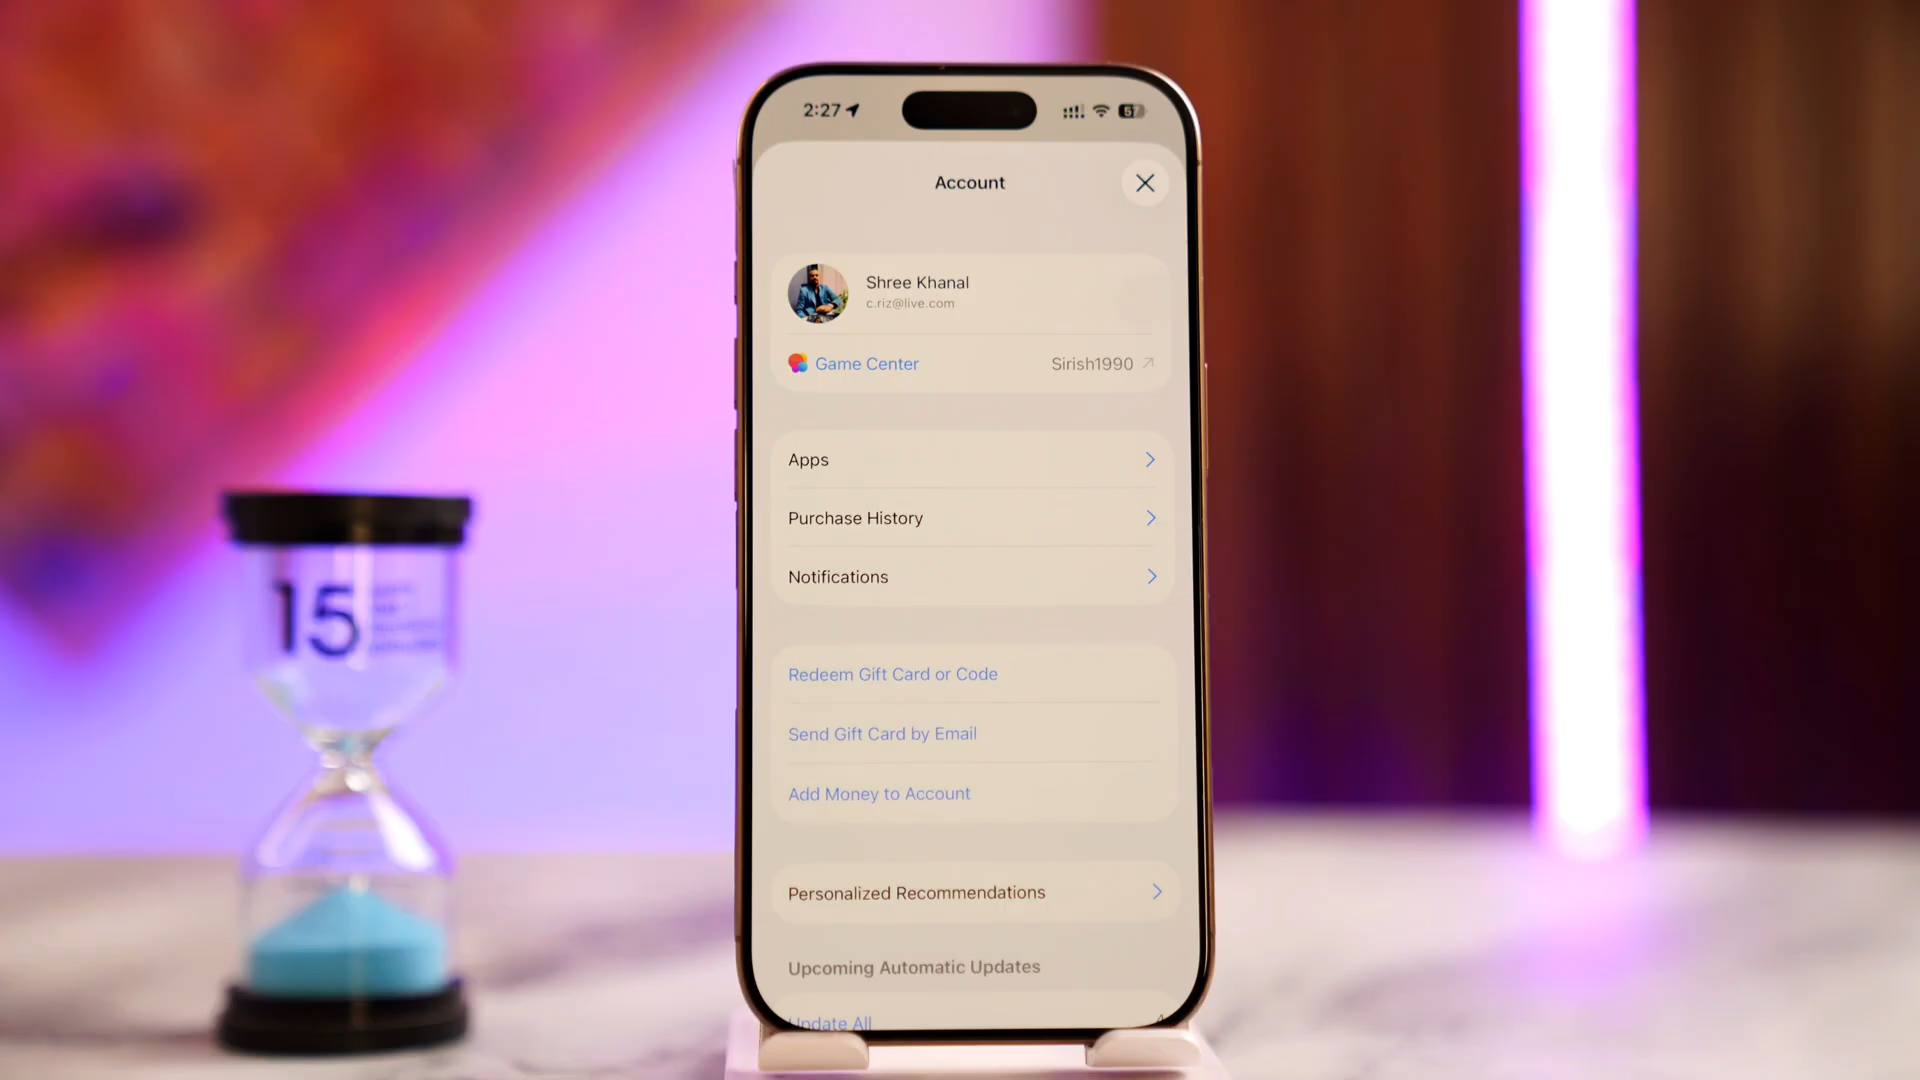 2:27
67
Account
Shree Khanal
c.riz@live.com
Game Center
Sirish1990
Apps
Purchase History
Notifications
Redeem Gift Card or Code
Send Gift Card by Email
Add Money to Account
Personalized Recommendations
Upcoming Automatic Updates
Update All
15